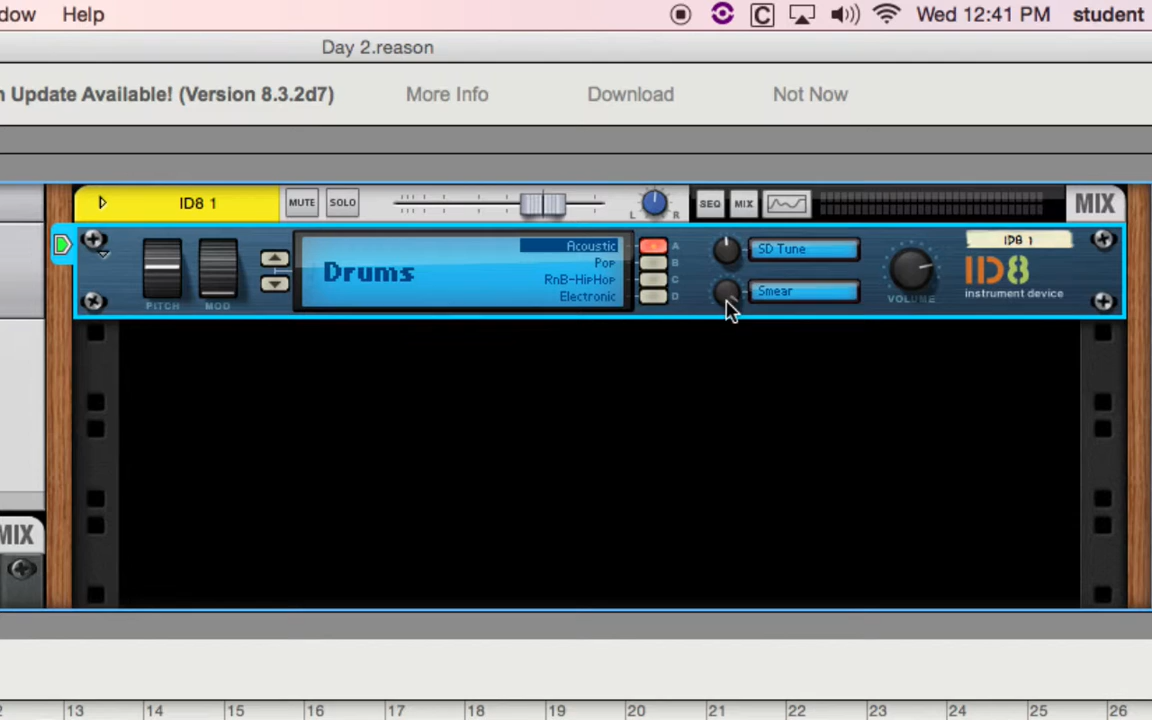 dow Help Wed 12:41 PM student
Day 2.reason
n Update Available! (Version 8.3.2d7) More Info Download Not Now
ID8 1 MUTE SOLO L R SEQ MIX MIX
Drums
Acoustic A
Pop B
RnB-HipHop C
Electronic D
PITCH MOD
SD Tune
Smear
VOLUME
ID8 1
ID8
instrument device
MIX
13 14 15 16 17 18 19 20 21 22 23 24 25 26